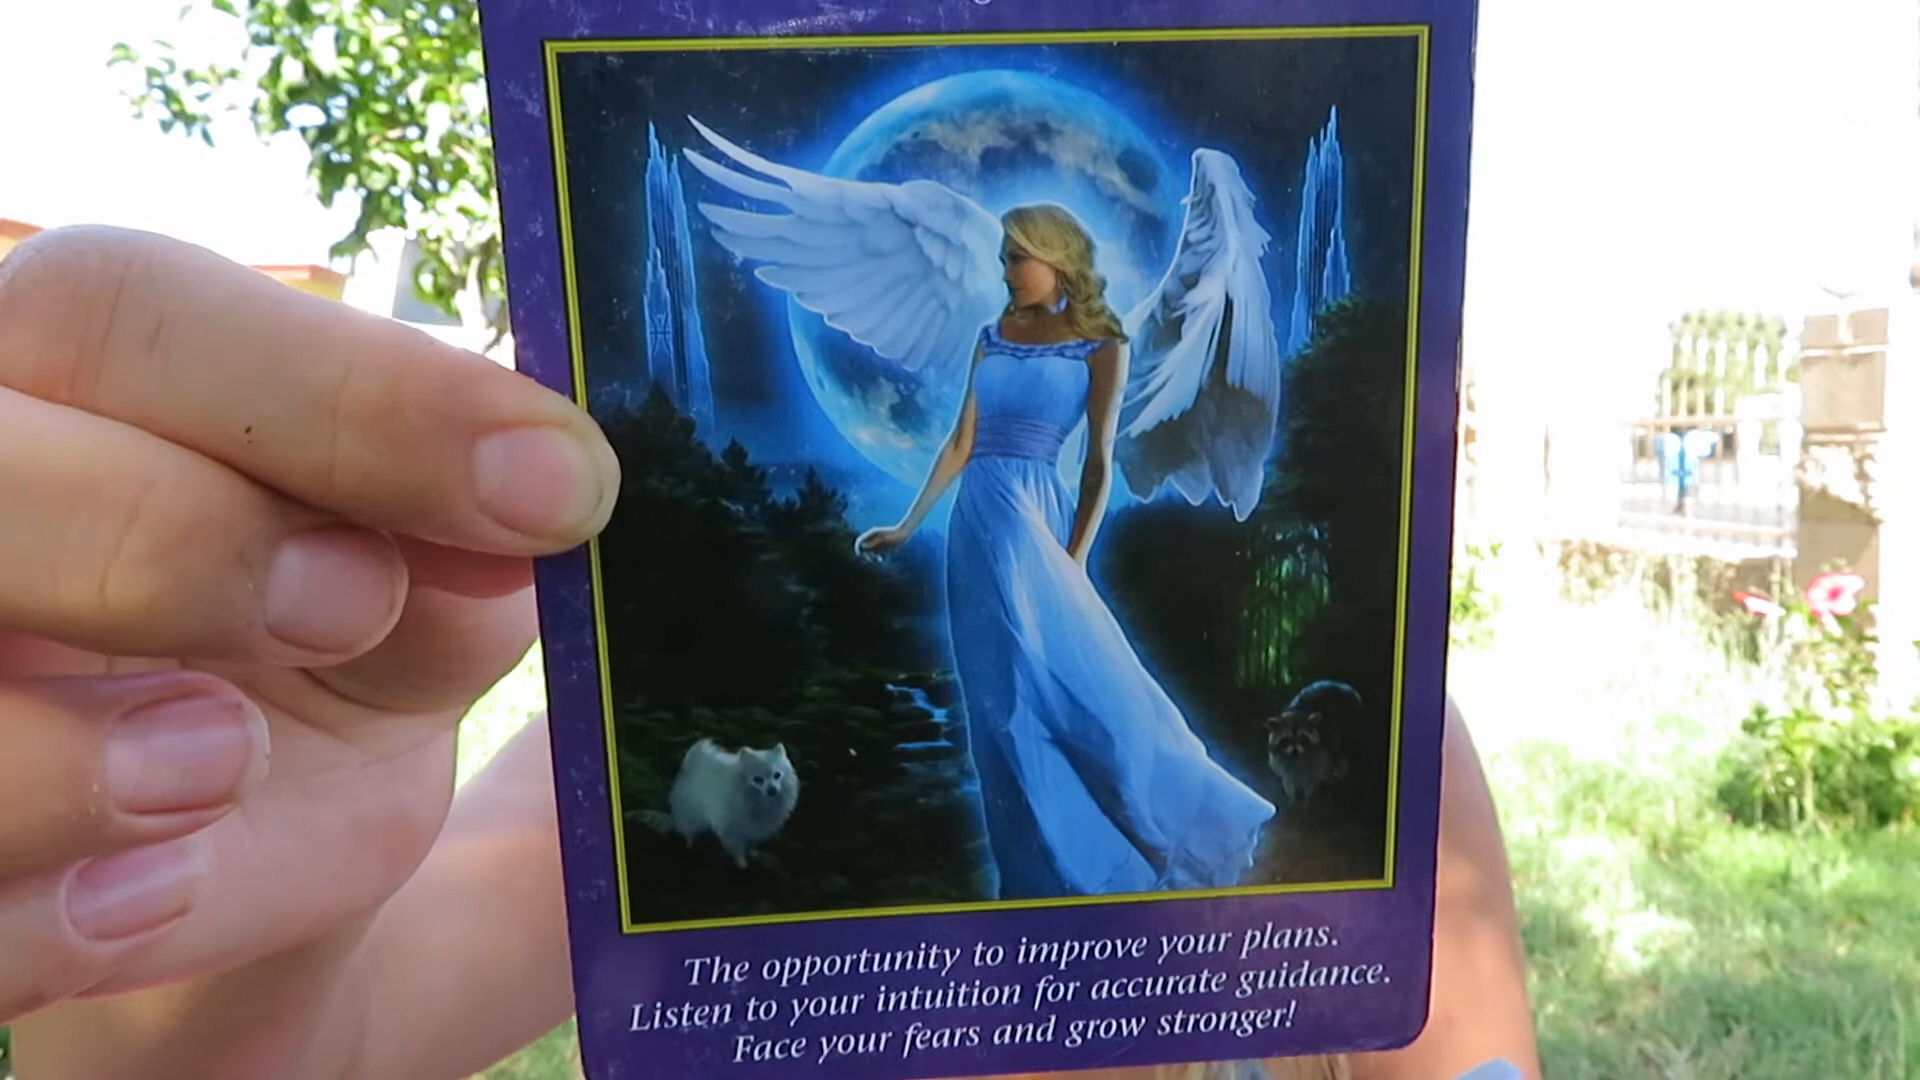 The opportunity to improve your plans.
Listen to your intuition for accurate guidance.
Face your fears and grow stronger!